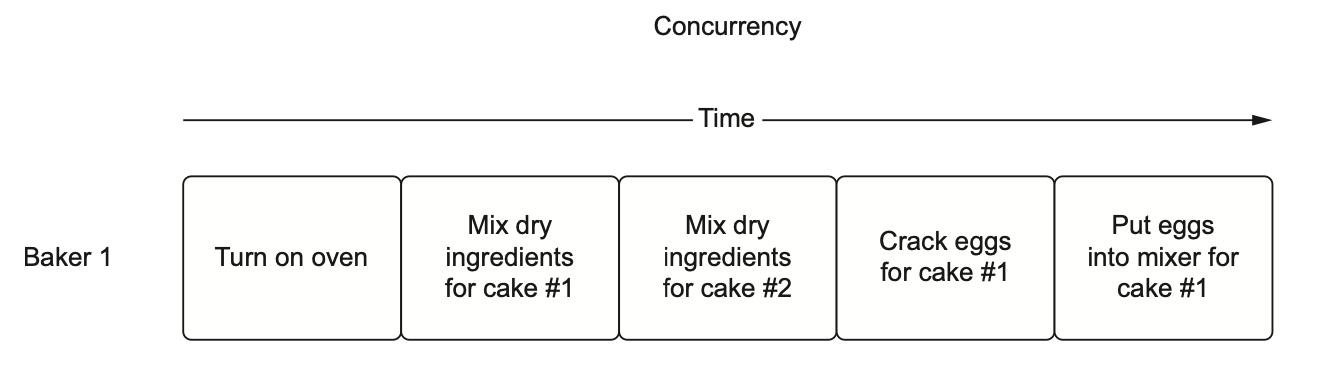 Concurrency
Time
Baker 1
Turn on oven
Mix dry
ingredients
for cake #1
Mix dry
ingredients
for cake #2
Crack eggs
for cake #1
Put eggs
into mixer for
cake #1